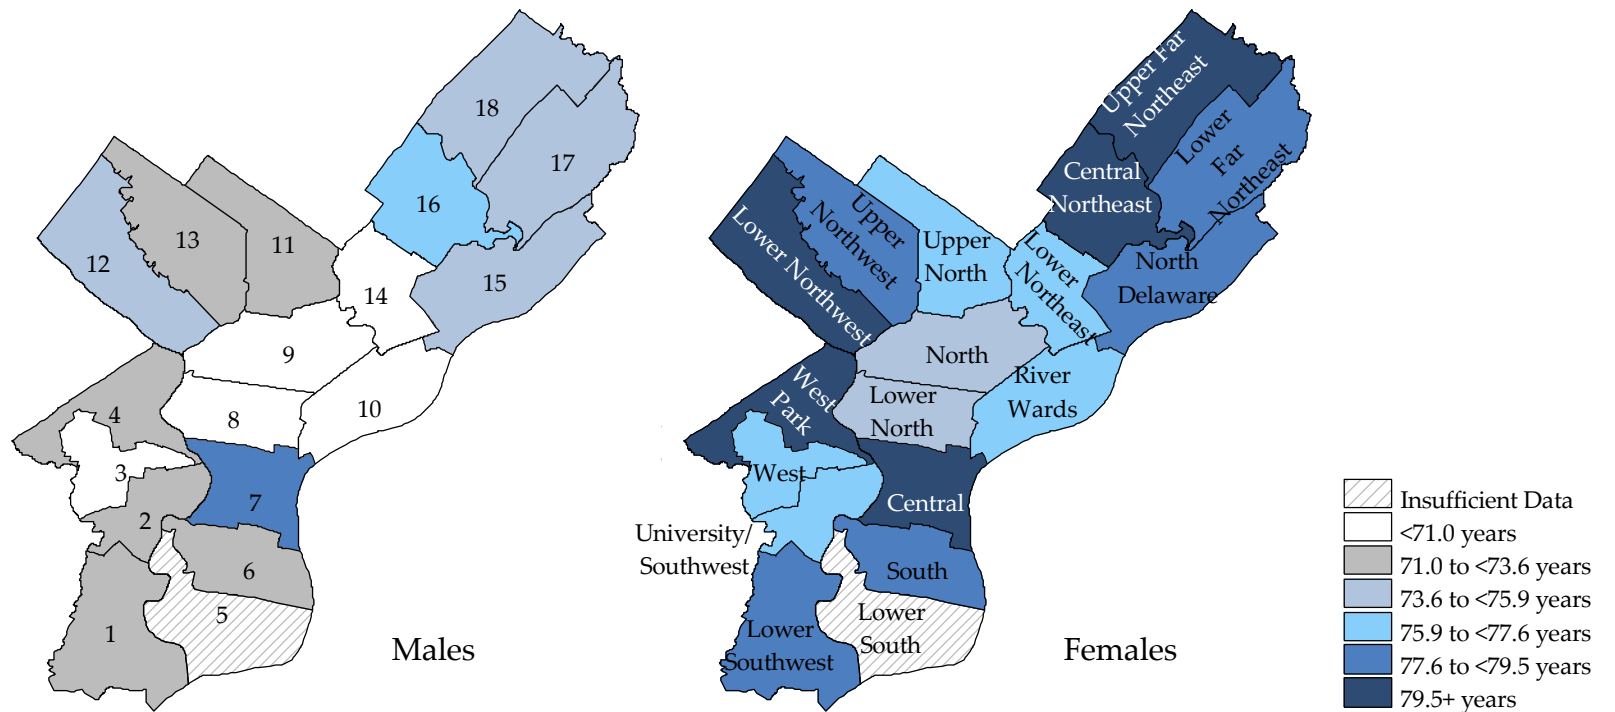 18
17
16
13
11
12
14
15
9
10
4
8
3
7
2
6
5
1
Males
Upper Far
Northeast
Lower
Far
Northeast
Central
Northeast
Upper
Northwest
Lower Northwest
Upper
North
Lower
Northeast
North
Delaware
North
River
Wards
West
Park
Lower
North
West
Central
University/
Southwest
South
Lower
South
Lower
Southwest
Females
Insufficient Data
<71.0 years
71.0 to <73.6 years
73.6 to <75.9 years
75.9 to <77.6 years
77.6 to <79.5 years
79.5+ years